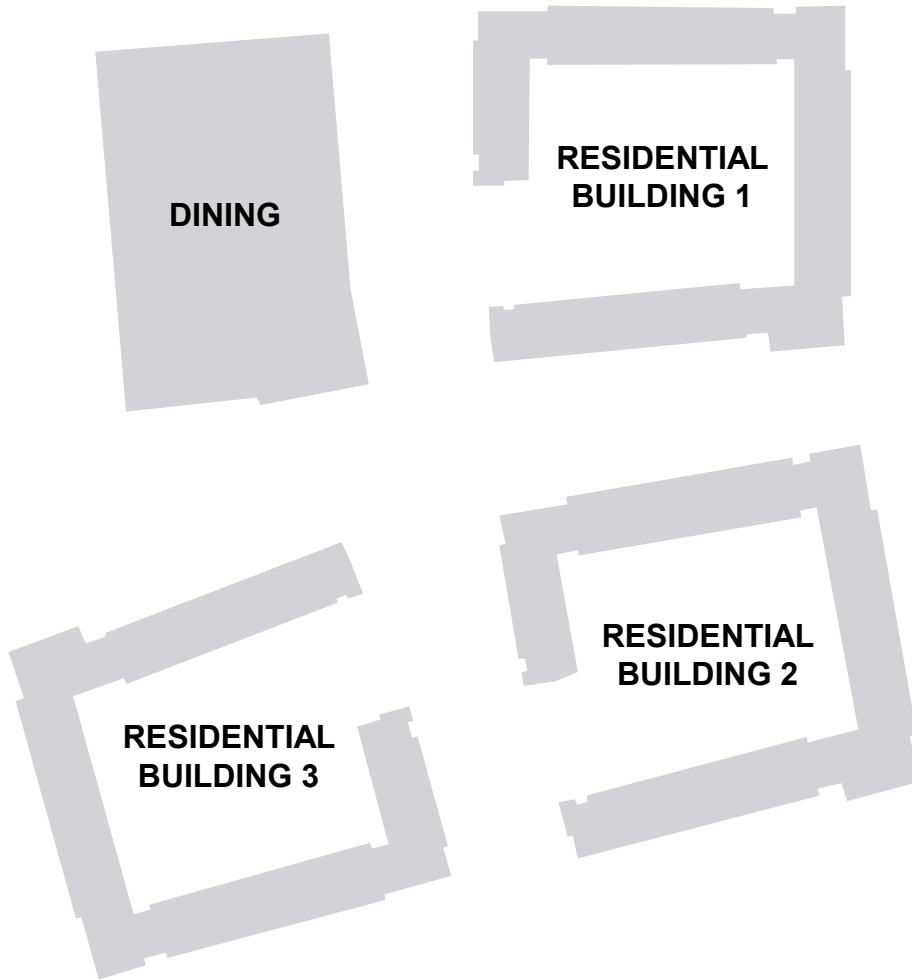 DINING
RESIDENTIAL
BUILDING 1
RESIDENTIAL
BUILDING 2
RESIDENTIAL
BUILDING 3